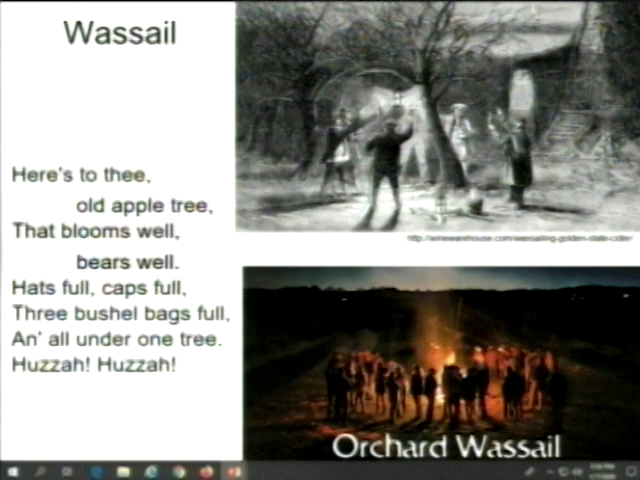 Wassail
Here's to thee,
old apple tree,
That blooms well,
bears well.
Hats full, caps full,
Three bushel bags full,
An' all under one tree.
Huzzah! Huzzah!
Orchard Wassail